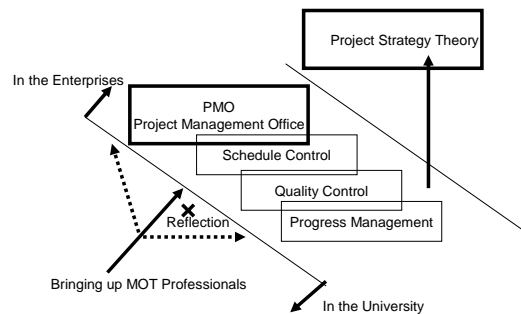 Project Strategy Theory
In the Enterprises
PMO
Project Management Office
Schedule Control
Quality Control
Reflection
Progress Management
Bringing up MOT Professionals
In the University